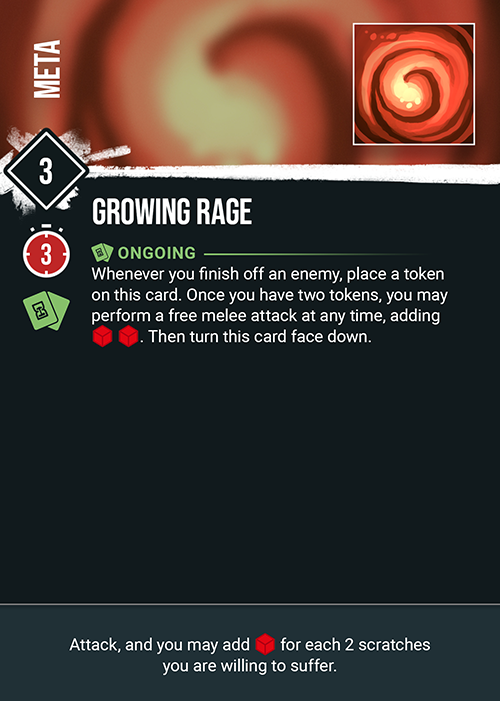 META
3
GROWING RAGE
3
ONGOING
Whenever you finish off an enemy, place a token
on this card. Once you have two tokens, you may
perform a free melee attack at any time, adding
. Then turn this card face down.
Attack, and you may add for each 2 scratches
you are willing to suffer.